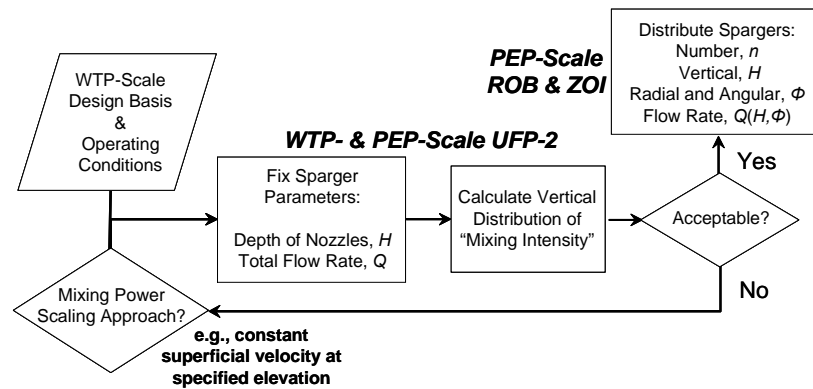 WTP-Scale
Design Basis
&
Operating
Conditions
PEP-Scale
ROB & ZOI
Distribute Spargers:
Number, n
Vertical, H
Radial and Angular, Φ
Flow Rate, Q(H,Φ)
WTP- & PEP-Scale UFP-2
Fix Sparger
Parameters:
Depth of Nozzles, H
Total Flow Rate, Q
Calculate Vertical
Distribution of
“Mixing Intensity”
Acceptable?
Yes
No
Mixing Power
Scaling Approach?
e.g., constant
superficial velocity at
specified elevation